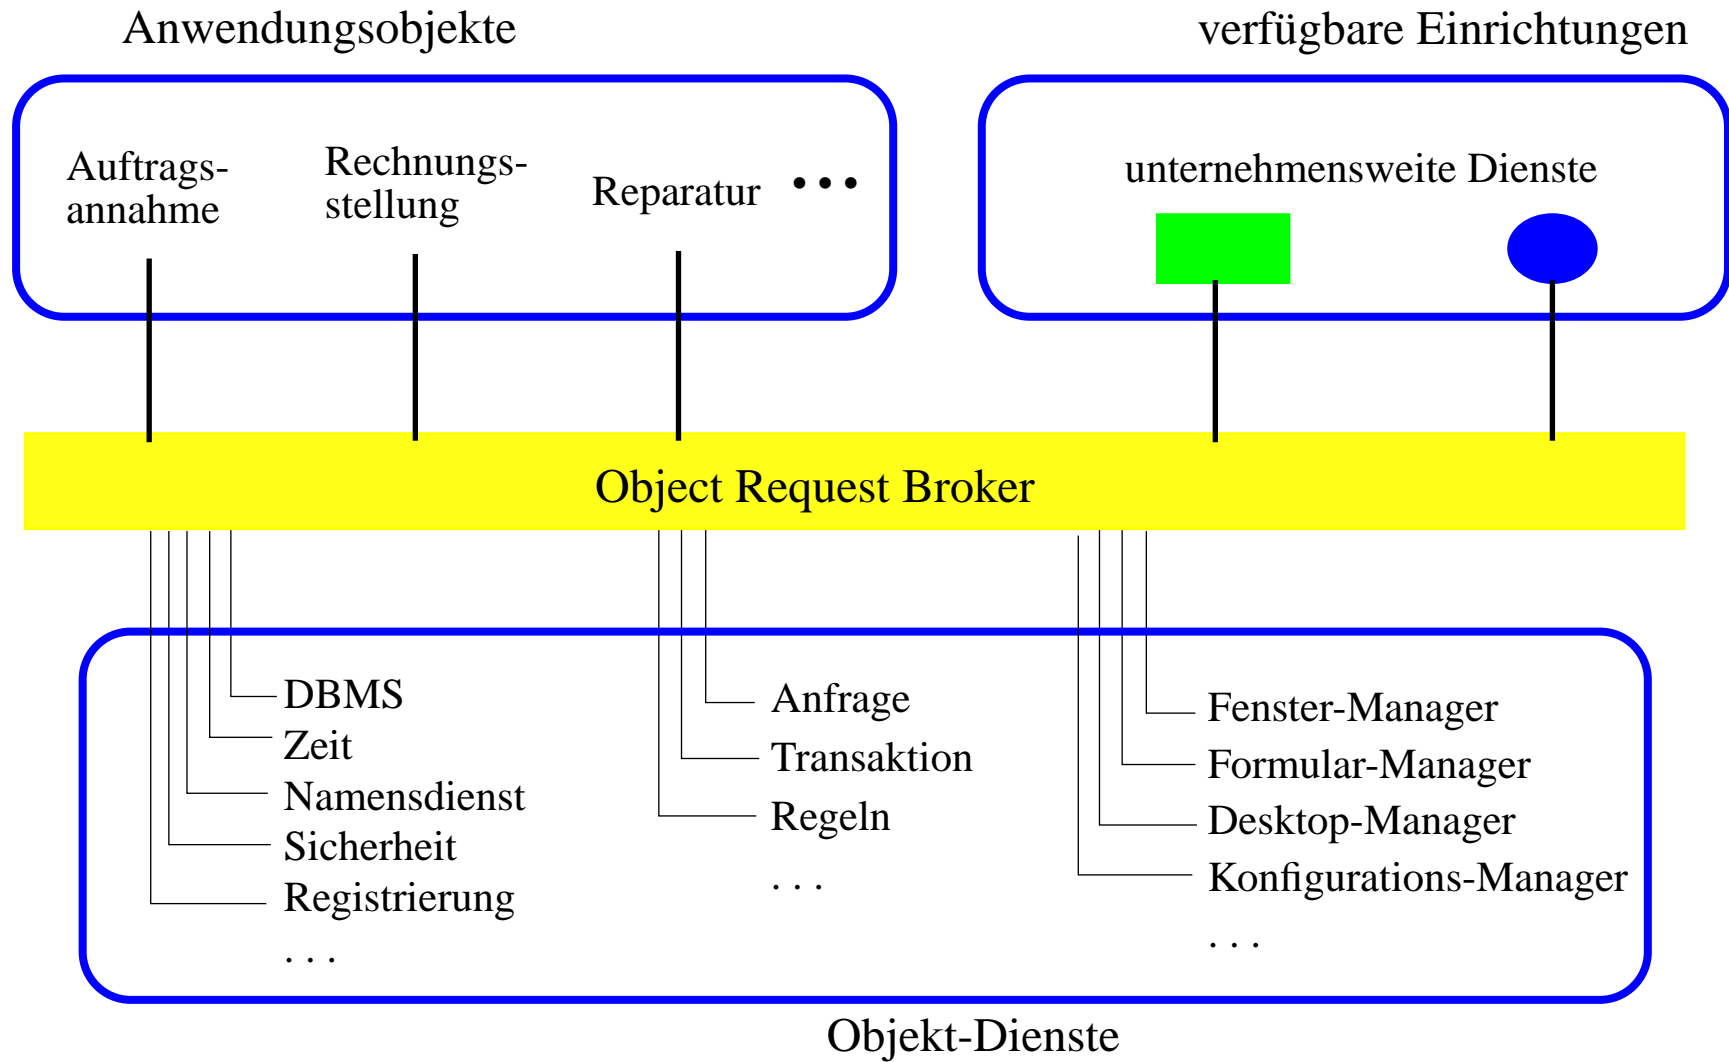 Anwendungsobjekte
verfügbare Einrichtungen
Auftrags-
annahme
Rechnungs-
stellung
Reparatur
•••
unternehmensweite Dienste
Object Request Broker
DBMS
Zeit
Namensdienst
Sicherheit
Registrierung
. . .
Anfrage
Transaktion
Regeln
. . .
Fenster-Manager
Formular-Manager
Desktop-Manager
Konfigurations-Manager
. . .
Objekt-Dienste